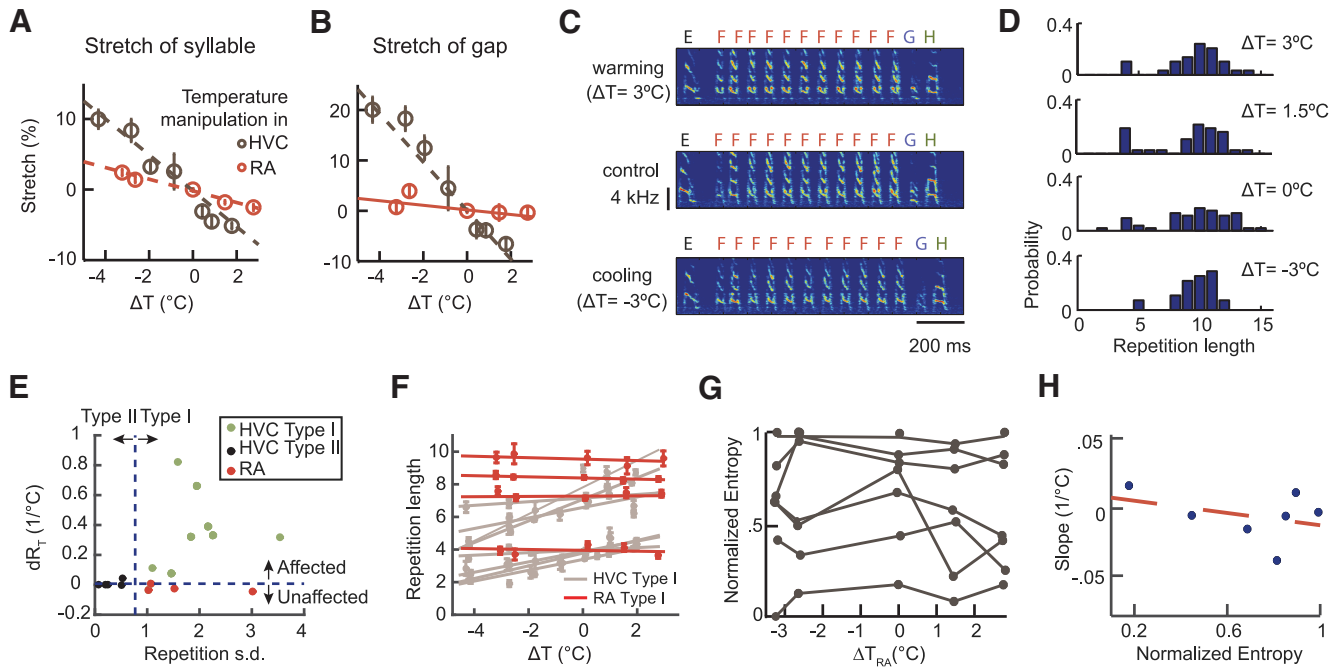 A
Stretch of syllable
Temperature
manipulation in
HVC
RA
Stretch (%)
10
0
-10
-4 -2 0 2
ΔT (°C)
B
Stretch of gap
20
10
0
-10
-4 -2 0 2
ΔT (°C)
C
E F F F F F F F F F F F G H
warming
(ΔT= 3ºC)
E F F F F F F F F F F G H
control
4 kHz
E F F F F F F F F F F G H
cooling
(ΔT= -3ºC)
200 ms
D
0.4
0
ΔT= 3ºC
0.4
0
ΔT= 1.5ºC
0.4
0
ΔT= 0ºC
0.4
0
ΔT= -3ºC
Probability
0 5 10 15
Repetition length
E
Type II Type I
HVC Type I
HVC Type II
RA
dR_T (1/°C)
1
0.8
0.6
0.4
0.2
0
-0.2
Affected
Unaffected
0 1 2 3 4
Repetition s.d.
F
Repetition length
10
8
6
4
2
0
HVC Type I
RA Type I
-4 -2 0 2
ΔT (°C)
G
Normalized Entropy
1
.5
0
-3 -2 -1 0 1 2 3
ΔT_RA(°C)
H
Slope (1/°C)
.05
0
-.05
0.2 0.6 1
Normalized Entropy